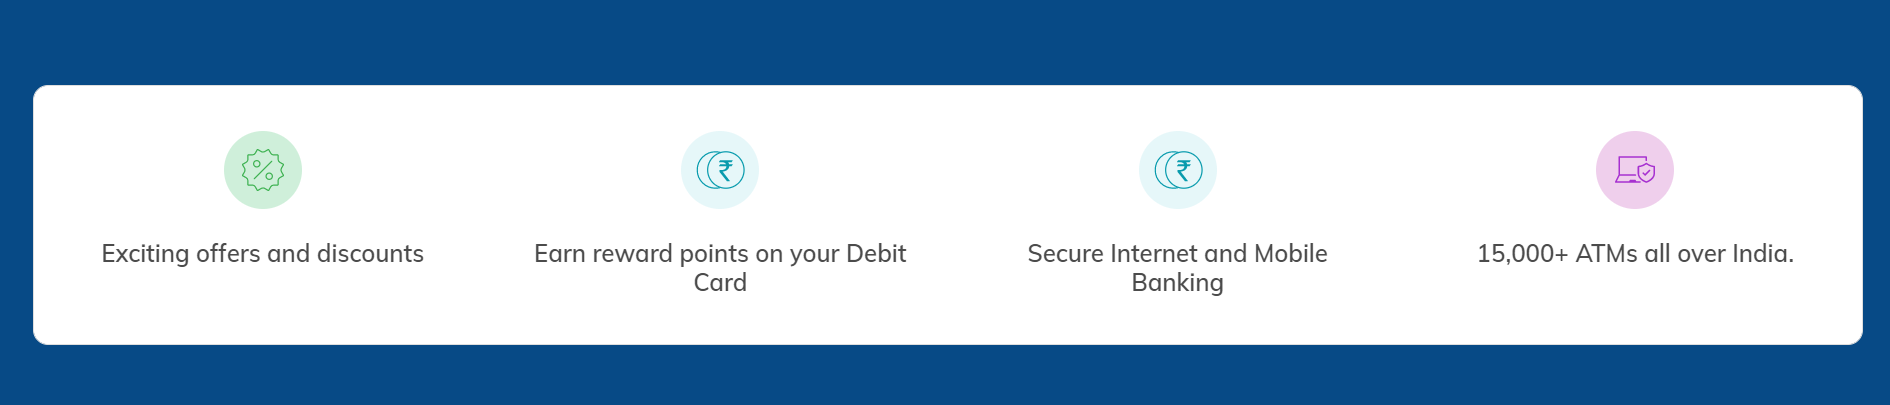 Exciting offers and discounts
Earn reward points on your Debit
Card
Secure Internet and Mobile
Banking
15,000+ ATMs all over India.